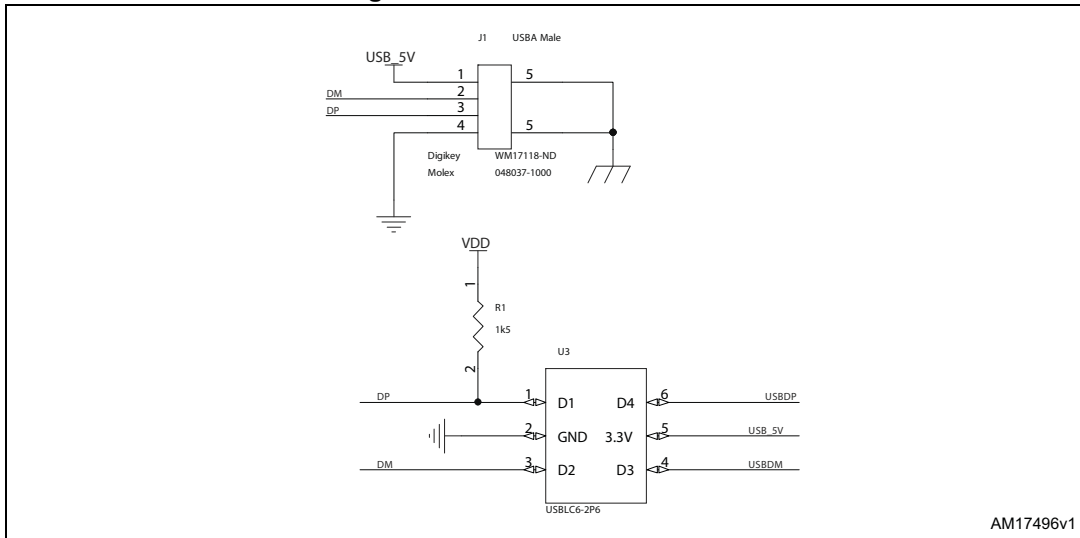 J1 USBA Male
USB_5V
1 5
DM 2
DP 3
4 5
Digikey WM17118-ND
Molex 048037-1000
VDD
1
R1
1k5
2
U3
DP 1 D1 D4 6 USBDP
2 GND 3.3V 5 USB_5V
DM 3 D2 D3 4 USBDM
USBLC6-2P6
AM17496v1